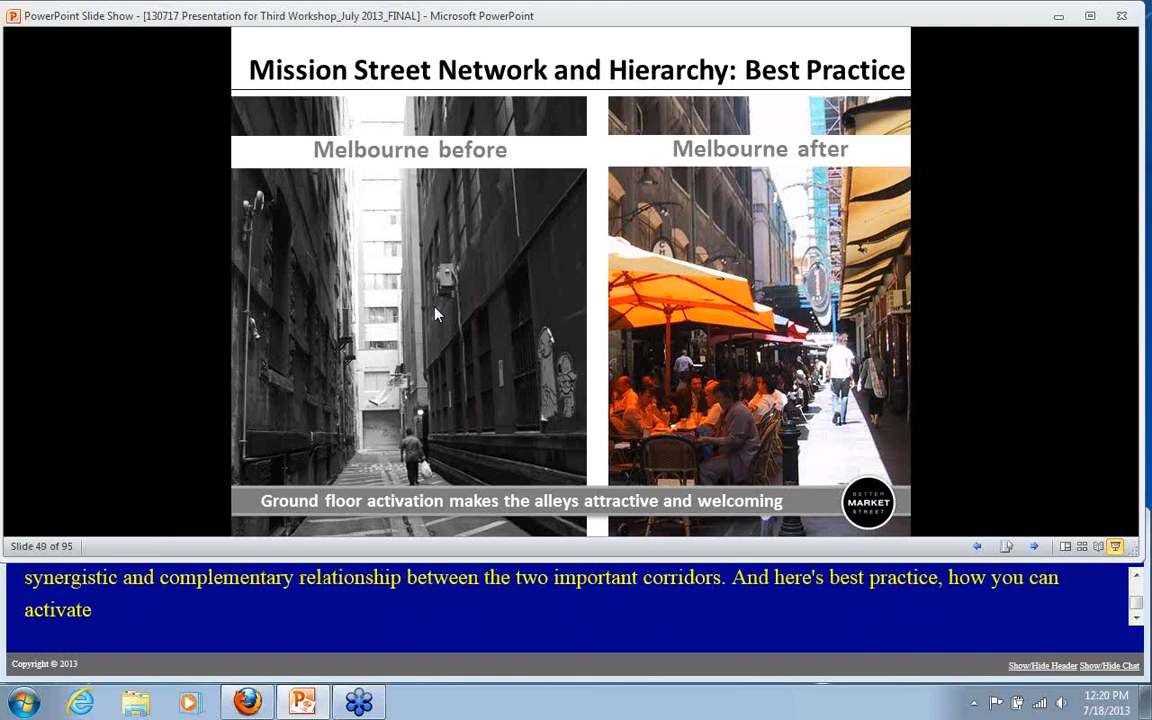 PowerPoint Slide Show - [130717 Presentation for Third Workshop_July 2013_FINAL] - Microsoft PowerPoint
Mission Street Network and Hierarchy: Best Practice
Melbourne before
Melbourne after
Ground floor activation makes the alleys attractive and welcoming
BETTER
MARKET
STREET
Slide 49 of 95
synergistic and complementary relationship between the two important corridors. And here's best practice, how you can
activate
Copyright © 2013
Show/Hide Header Show/Hide Chat
12:20 PM
7/18/2013